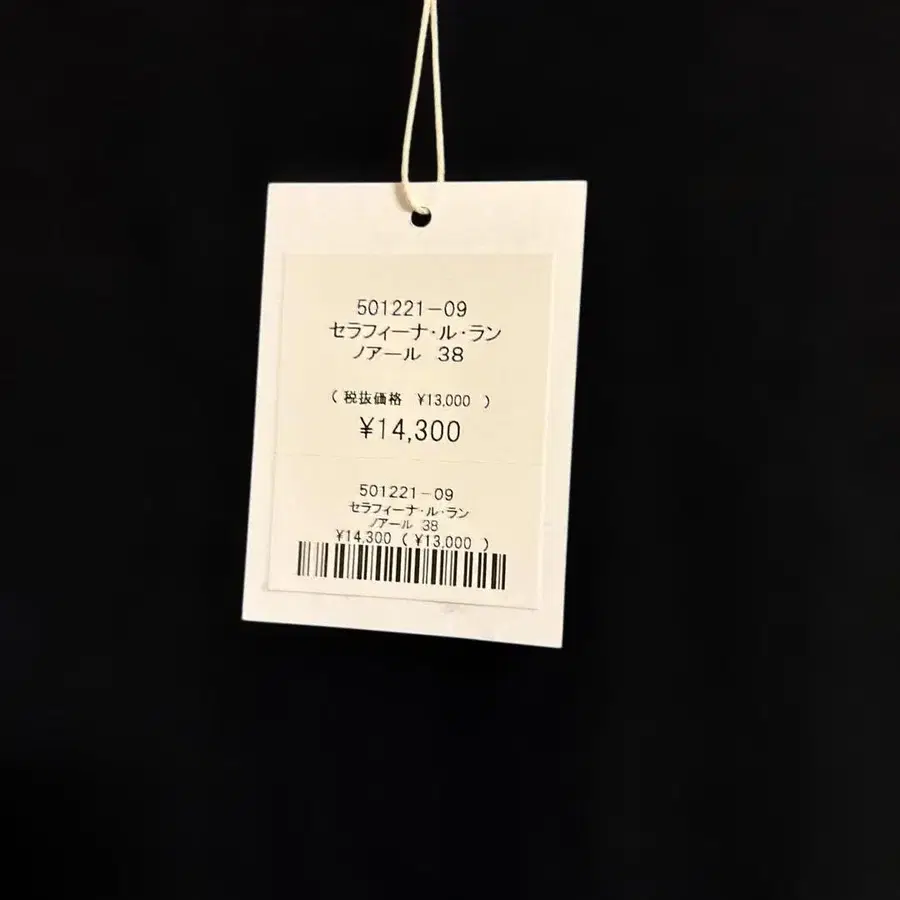 501221-09
セラフィーナ・ル・ラン
ノアール 38
( 税抜価格 ¥13,000 )
¥14,300
501221-09
セラフィーナ・ル・ラン
ノアール 38
¥14,300 ( ¥13,000 )